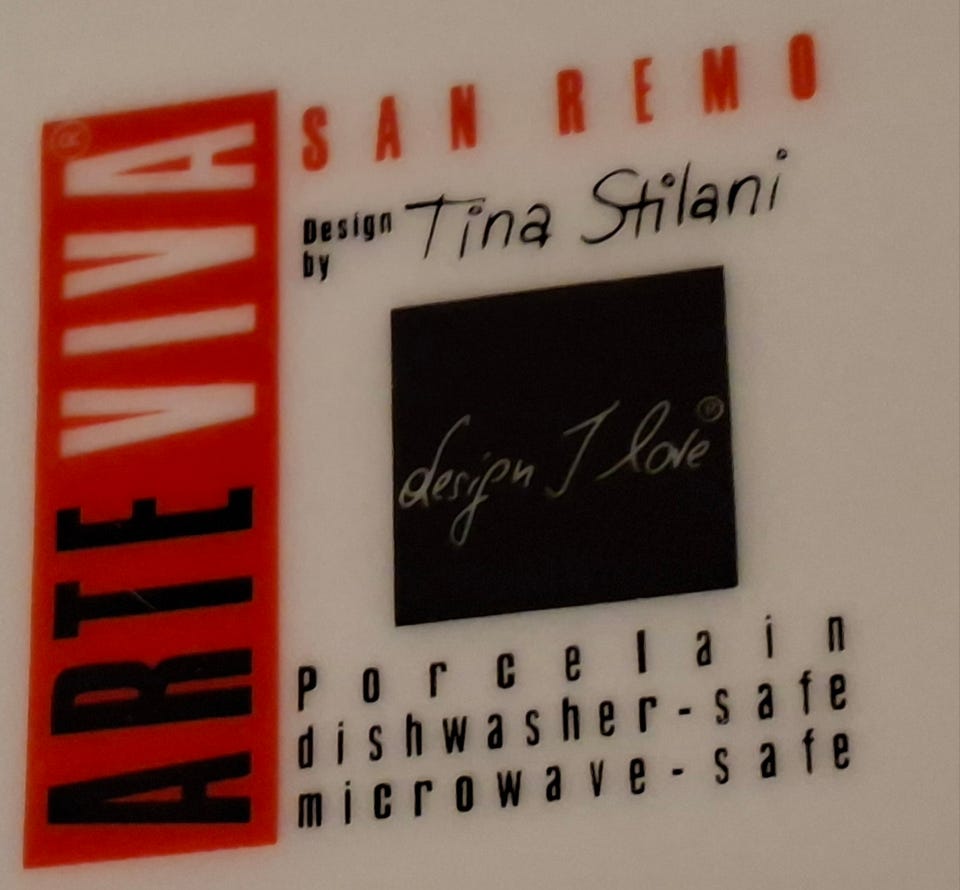 ARTE VIVA®
SAN REMO
Design by Tina Stilani
design I love®
Porcelain
dishwasher-safe
microwave-safe